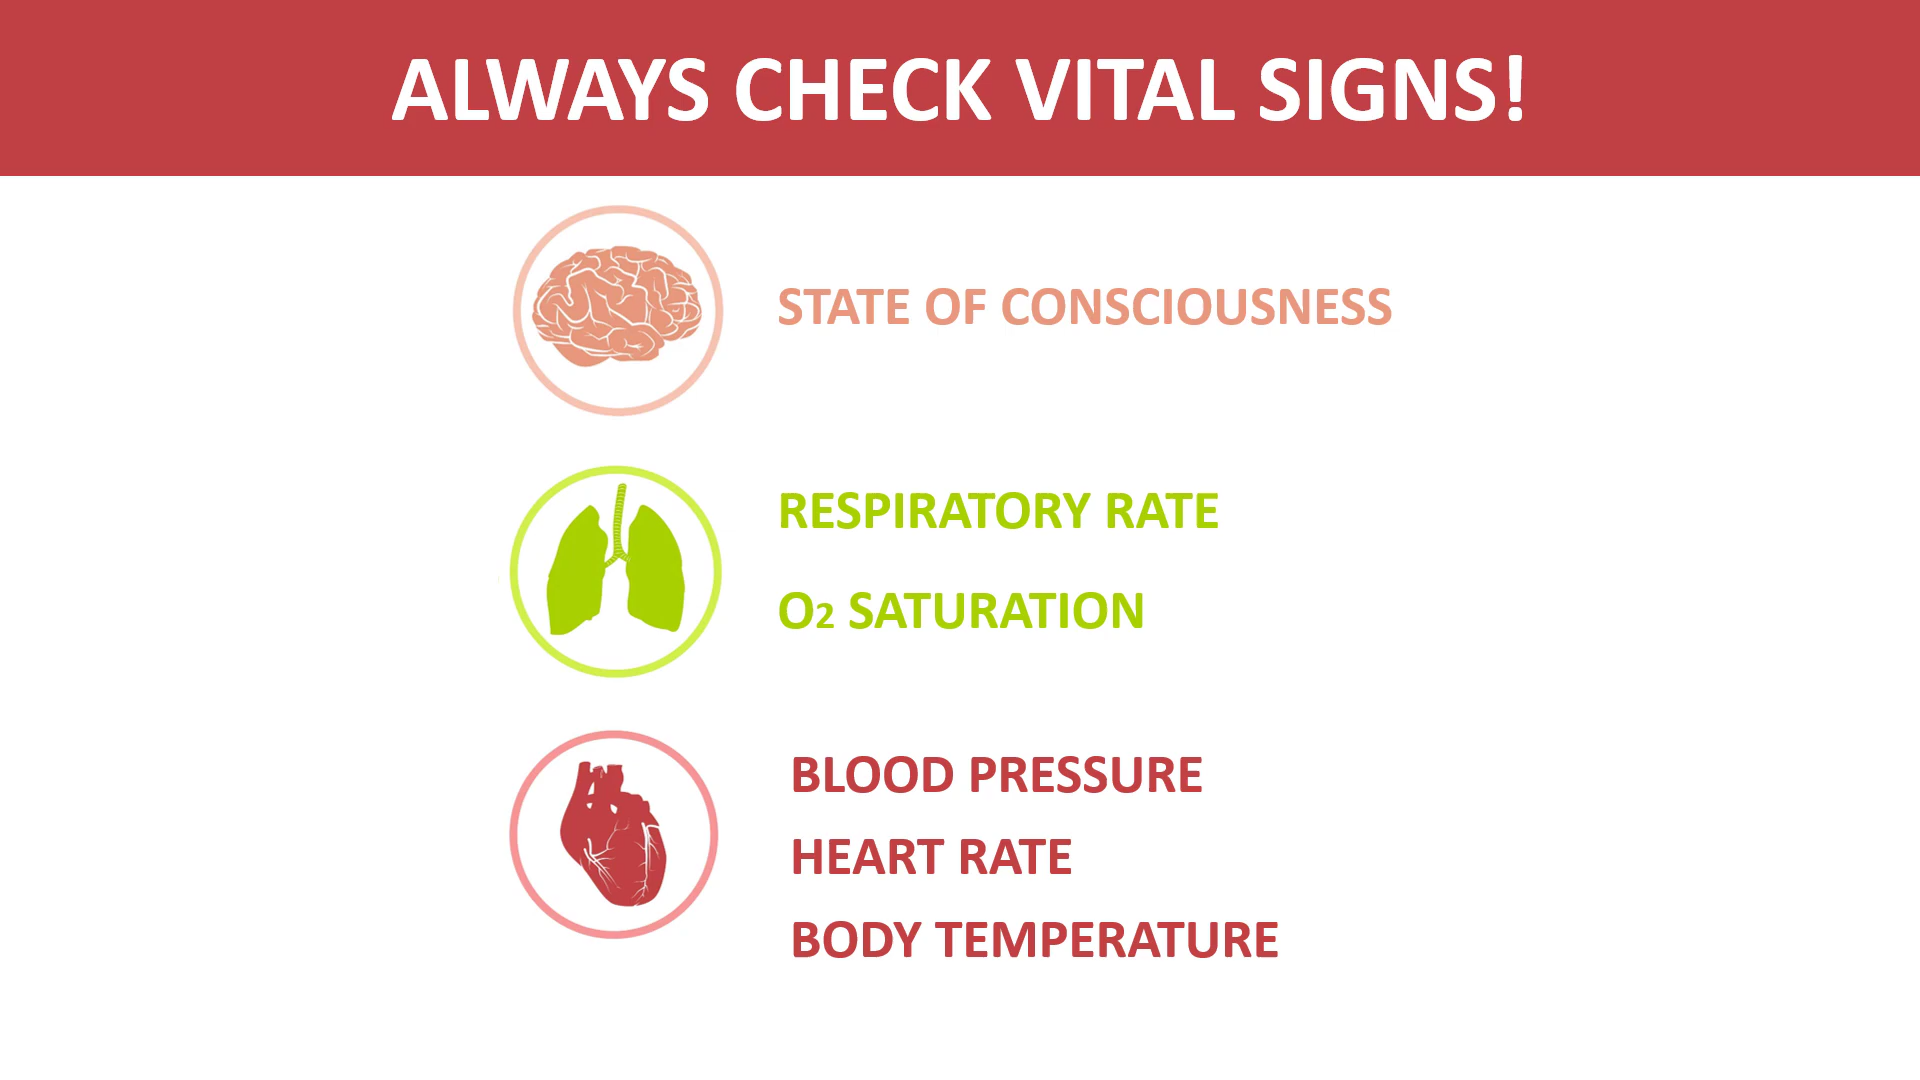 ALWAYS CHECK VITAL SIGNS!
STATE OF CONSCIOUSNESS
RESPIRATORY RATE
O2 SATURATION
BLOOD PRESSURE
HEART RATE
BODY TEMPERATURE